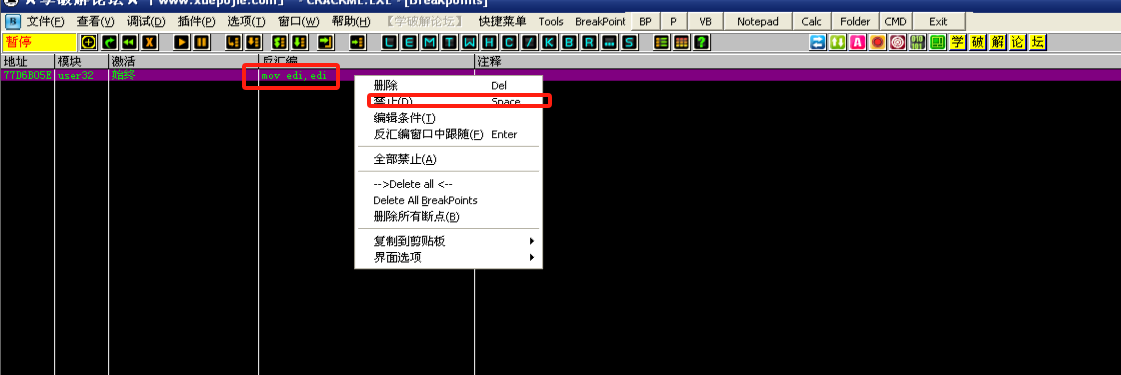 学破解论坛 [ www.xuepojie.com] - CRACKME.EXE - [Breakpoints]
B 文件(F) 查看(V) 调试(D) 插件(P) 选项(T) 窗口(W) 帮助(H) 【学破解论坛】 快捷菜单 Tools BreakPoint BP P VB Notepad Calc Folder CMD Exit
暂停 L E M T W H C / K B R ... S ? 学 破 解 论 坛
地址 模块 激活 反汇编 注释
77D6B05E user32 始终 mov edi,edi
删除 Del
禁止(D) Space
编辑条件(T)
反汇编窗口中跟随(F) Enter
全部禁止(A)
-->Delete all <--
Delete All BreakPoints
删除所有断点(B)
复制到剪贴板
界面选项